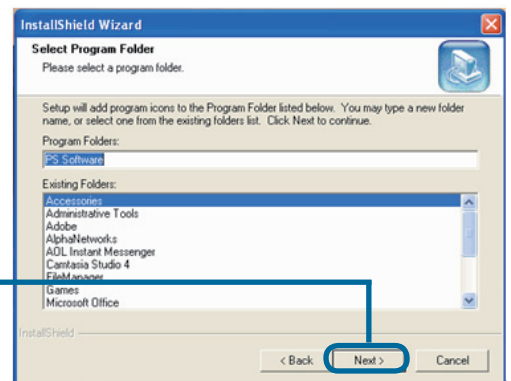 InstallShield Wizard
Select Program Folder
Please select a program folder.
Setup will add program icons to the Program Folder listed below. You may type a new folder
name, or select one from the existing folders list. Click Next to continue.
Program Folders:
PS Software
Existing Folders:
Accessories
Administrative Tools
Adobe
AlphaNetworks
AOL Instant Messenger
Camtasia Studio 4
FileManager
Games
Microsoft Office
InstallShield
< Back Next > Cancel